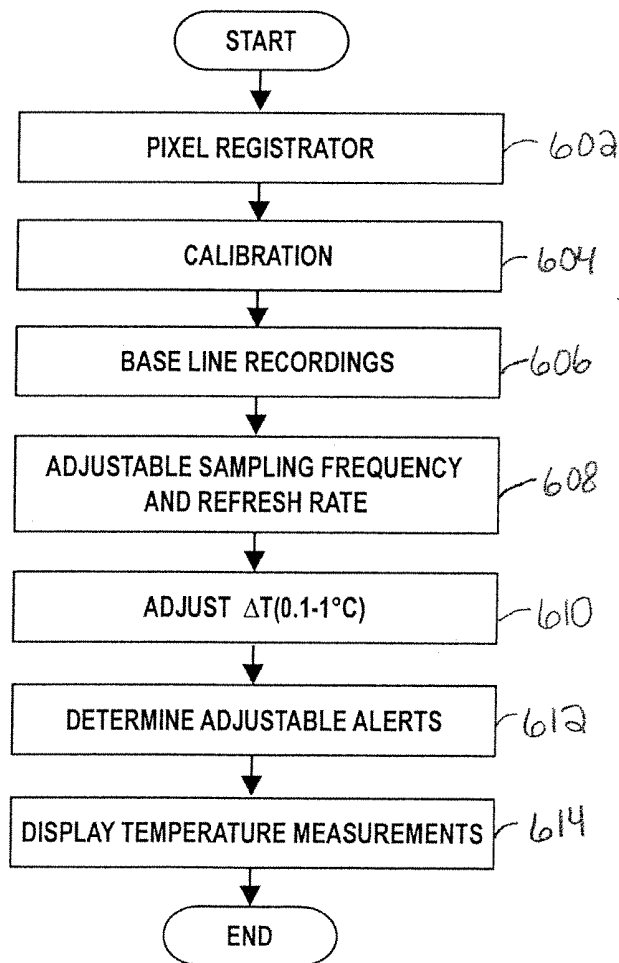 START
PIXEL REGISTRATOR
602
CALIBRATION
604
BASE LINE RECORDINGS
606
ADJUSTABLE SAMPLING FREQUENCY
AND REFRESH RATE
608
ADJUST ΔT(0.1-1°C)
610
DETERMINE ADJUSTABLE ALERTS
612
DISPLAY TEMPERATURE MEASUREMENTS
614
END